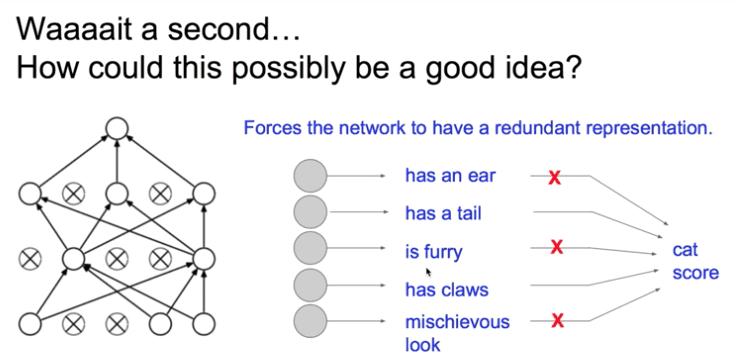 Waaaait a second…
How could this possibly be a good idea?
Forces the network to have a redundant representation.
has an ear
X
has a tail
is furry
X
cat
score
has claws
mischievous
look
X